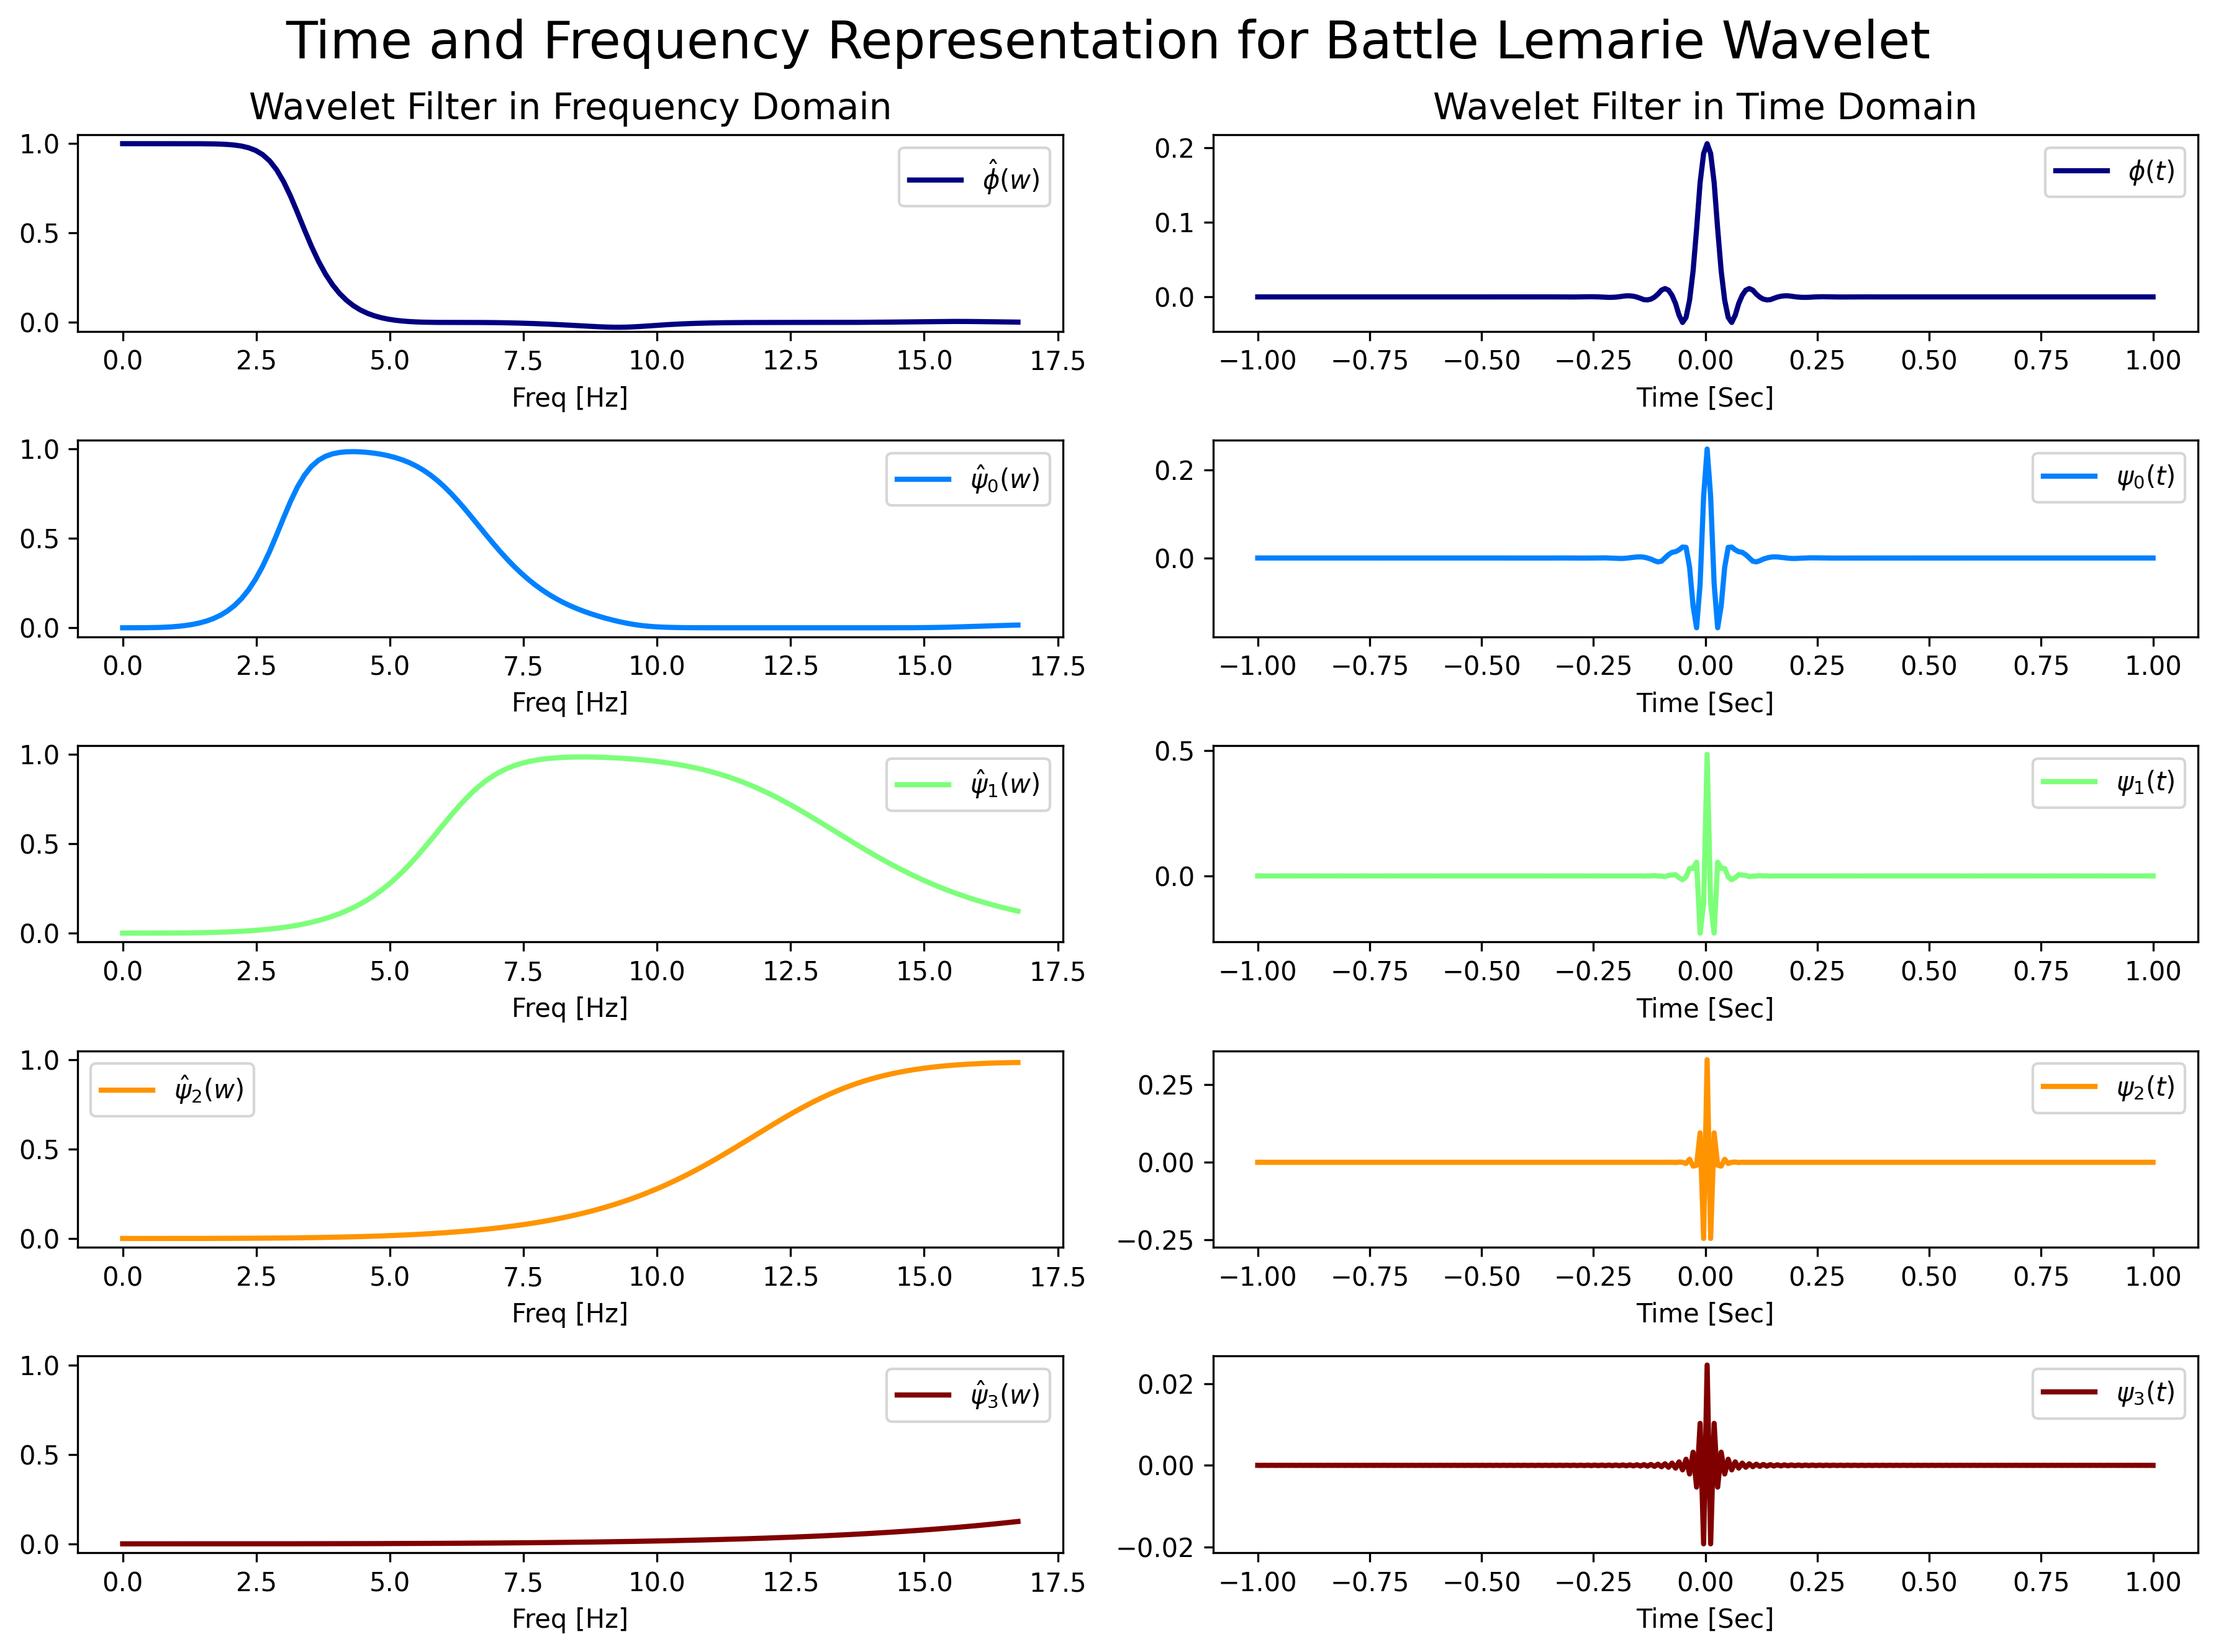 Time and Frequency Representation for Battle Lemarie Wavelet
Wavelet Filter in Frequency Domain
1.0
0.5
0.0
ϕ̂(w)
0.0 2.5 5.0 7.5 10.0 12.5 15.0 17.5
Freq [Hz]
Wavelet Filter in Time Domain
0.2
0.1
0.0
ϕ(t)
−1.00 −0.75 −0.50 −0.25 0.00 0.25 0.50 0.75 1.00
Time [Sec]
1.0
0.5
0.0
ψ̂₀(w)
0.0 2.5 5.0 7.5 10.0 12.5 15.0 17.5
Freq [Hz]
0.2
0.0
ψ₀(t)
−1.00 −0.75 −0.50 −0.25 0.00 0.25 0.50 0.75 1.00
Time [Sec]
1.0
0.5
0.0
ψ̂₁(w)
0.0 2.5 5.0 7.5 10.0 12.5 15.0 17.5
Freq [Hz]
0.5
0.0
ψ₁(t)
−1.00 −0.75 −0.50 −0.25 0.00 0.25 0.50 0.75 1.00
Time [Sec]
1.0
0.5
0.0
ψ̂₂(w)
0.0 2.5 5.0 7.5 10.0 12.5 15.0 17.5
Freq [Hz]
0.25
0.00
−0.25
ψ₂(t)
−1.00 −0.75 −0.50 −0.25 0.00 0.25 0.50 0.75 1.00
Time [Sec]
1.0
0.5
0.0
ψ̂₃(w)
0.0 2.5 5.0 7.5 10.0 12.5 15.0 17.5
Freq [Hz]
0.02
0.00
−0.02
ψ₃(t)
−1.00 −0.75 −0.50 −0.25 0.00 0.25 0.50 0.75 1.00
Time [Sec]